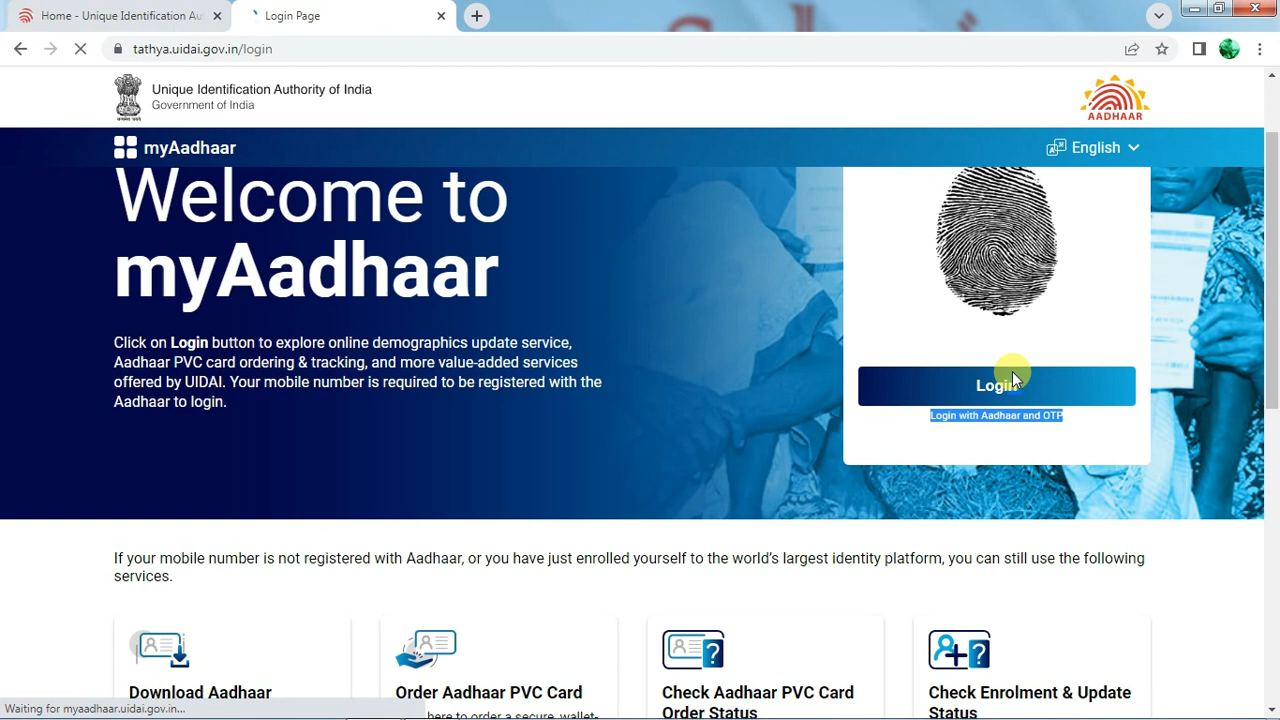 Home - Unique Identification Au
Login Page
tathya.uidai.gov.in/login
Unique Identification Authority of India
Government of India
AADHAAR
myAadhaar
English
Welcome to
myAadhaar
Click on Login button to explore online demographics update service,
Aadhaar PVC card ordering & tracking, and more value-added services
offered by UIDAI. Your mobile number is required to be registered with the
Aadhaar to login.
Login
Login with Aadhaar and OTP
If your mobile number is not registered with Aadhaar, or you have just enrolled yourself to the world's largest identity platform, you can still use the following
services.
Download Aadhaar
Order Aadhaar PVC Card
here to order a secure, wallet-
Check Aadhaar PVC Card
Order Status
Check Enrolment & Update
Status
Waiting for myaadhaar.uidai.gov.in...